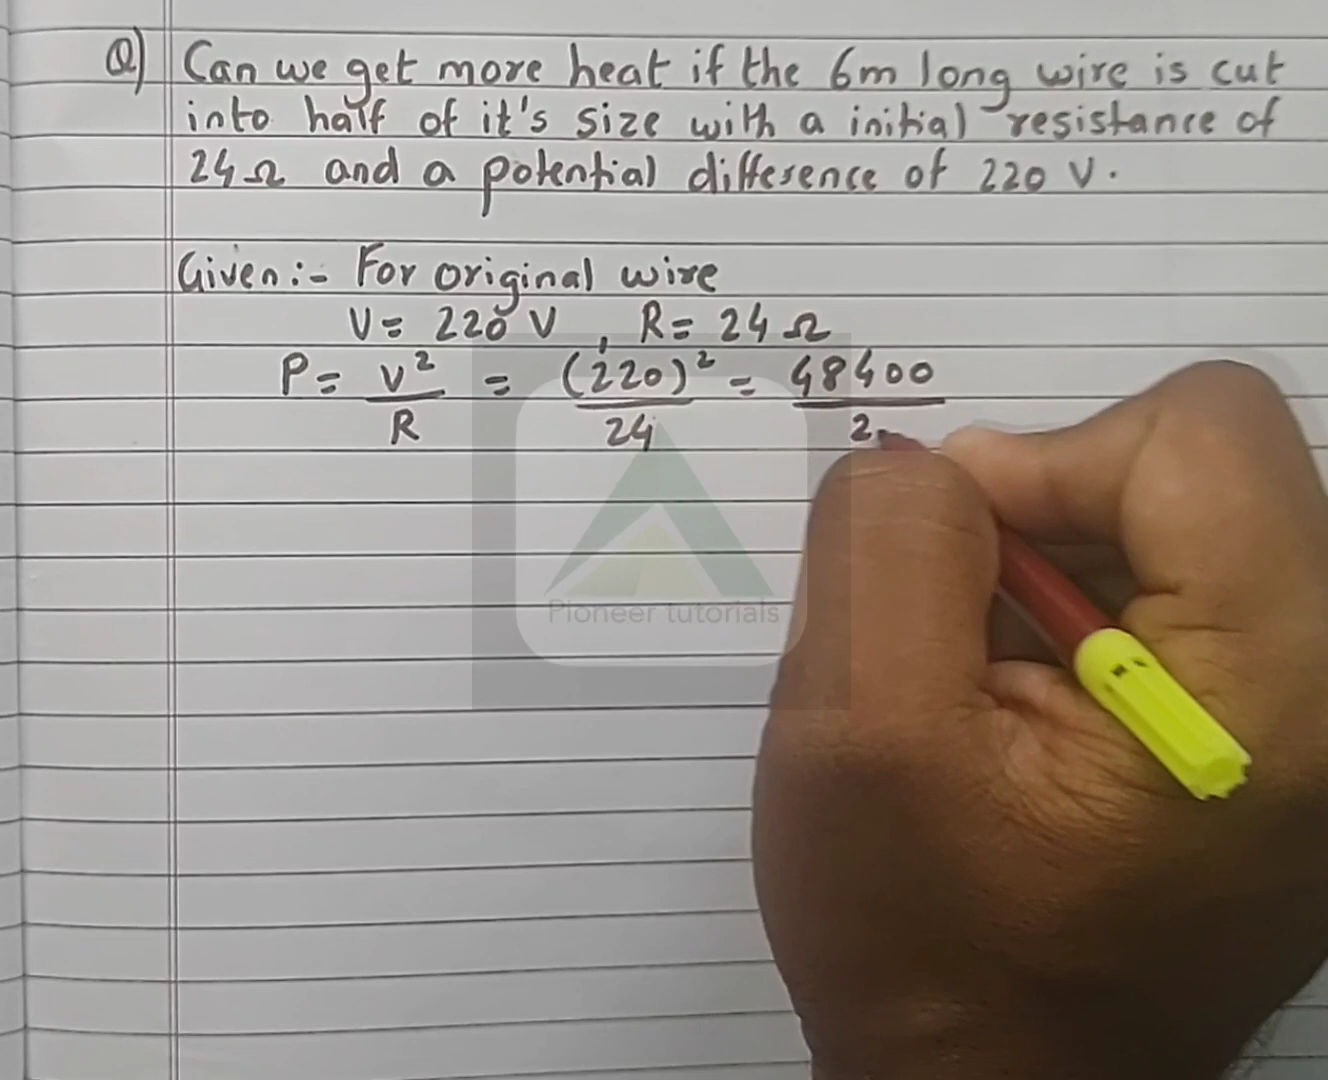 Q) Can we get more heat if the 6m long wire is cut
into half of it's size with a initial resistance of
24Ω and a potential difference of 220 V.
Given:- For original wire
V= 220 V , R= 24 Ω
P= V²/R = (220)²/24 = 48400/2
Pioneer tutorials